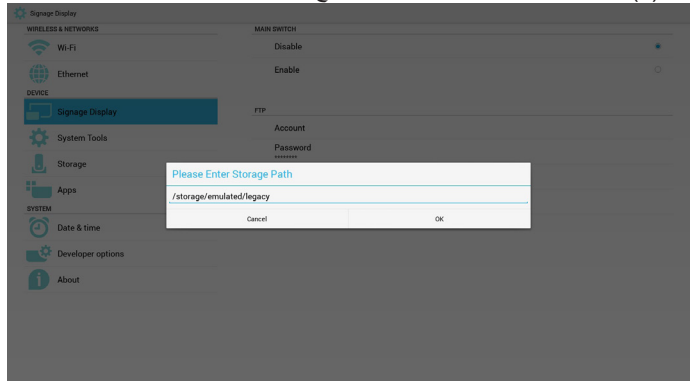 Signage Display
WIRELESS & NETWORKS
Wi-Fi
Ethernet
DEVICE
Signage Display
System Tools
Storage
Apps
SYSTEM
Date & time
Developer options
About
MAIN SWITCH
Disable
Enable
FTP
Account
Password
********
Please Enter Storage Path
/storage/emulated/legacy
Cancel
OK